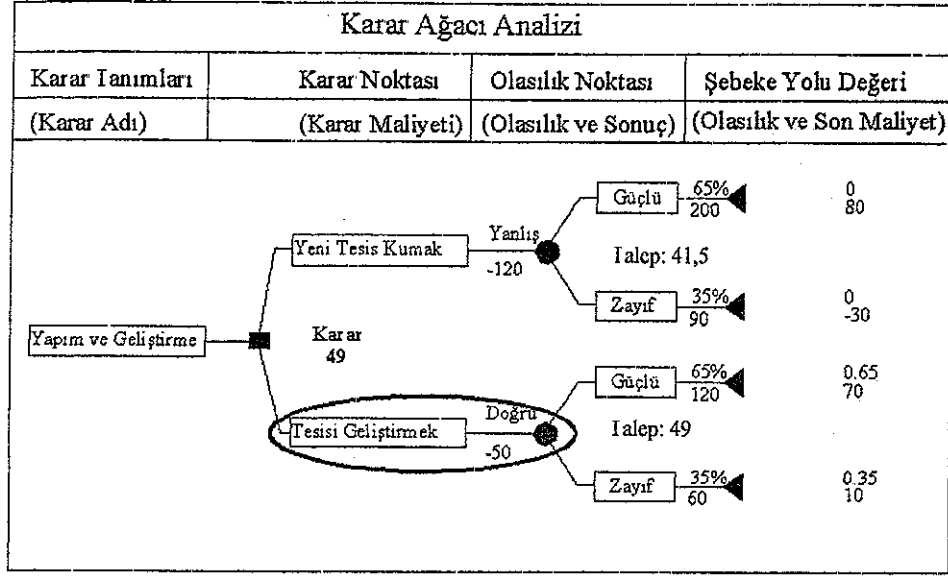 Karar Ağacı Analizi
Karar Tanımları Karar Noktası Olasılık Noktası Şebeke Yolu Değeri
(Karar Adı) (Karar Maliyeti) (Olasılık ve Sonuç) (Olasılık ve Son Maliyet)
Güçlü 65% 0
200 80
Yanlış
Yeni Tesis Kumak
-120
Talep: 41,5
Zayıf 35% 0
90 -30
Yapım ve Geliştirme
Karar
49
Güçlü 65% 0.65
120 70
Doğru
Tesisi Geliştirmek
-50
Talep: 49
Zayıf 35% 0.35
60 10